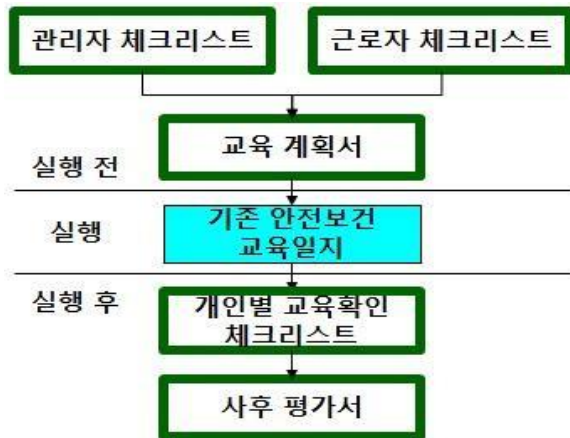 관리자 체크리스트
근로자 체크리스트
교육 계획서
실행 전
실행
기존 안전보건
교육일지
실행 후
개인별 교육확인
체크리스트
사후 평가서